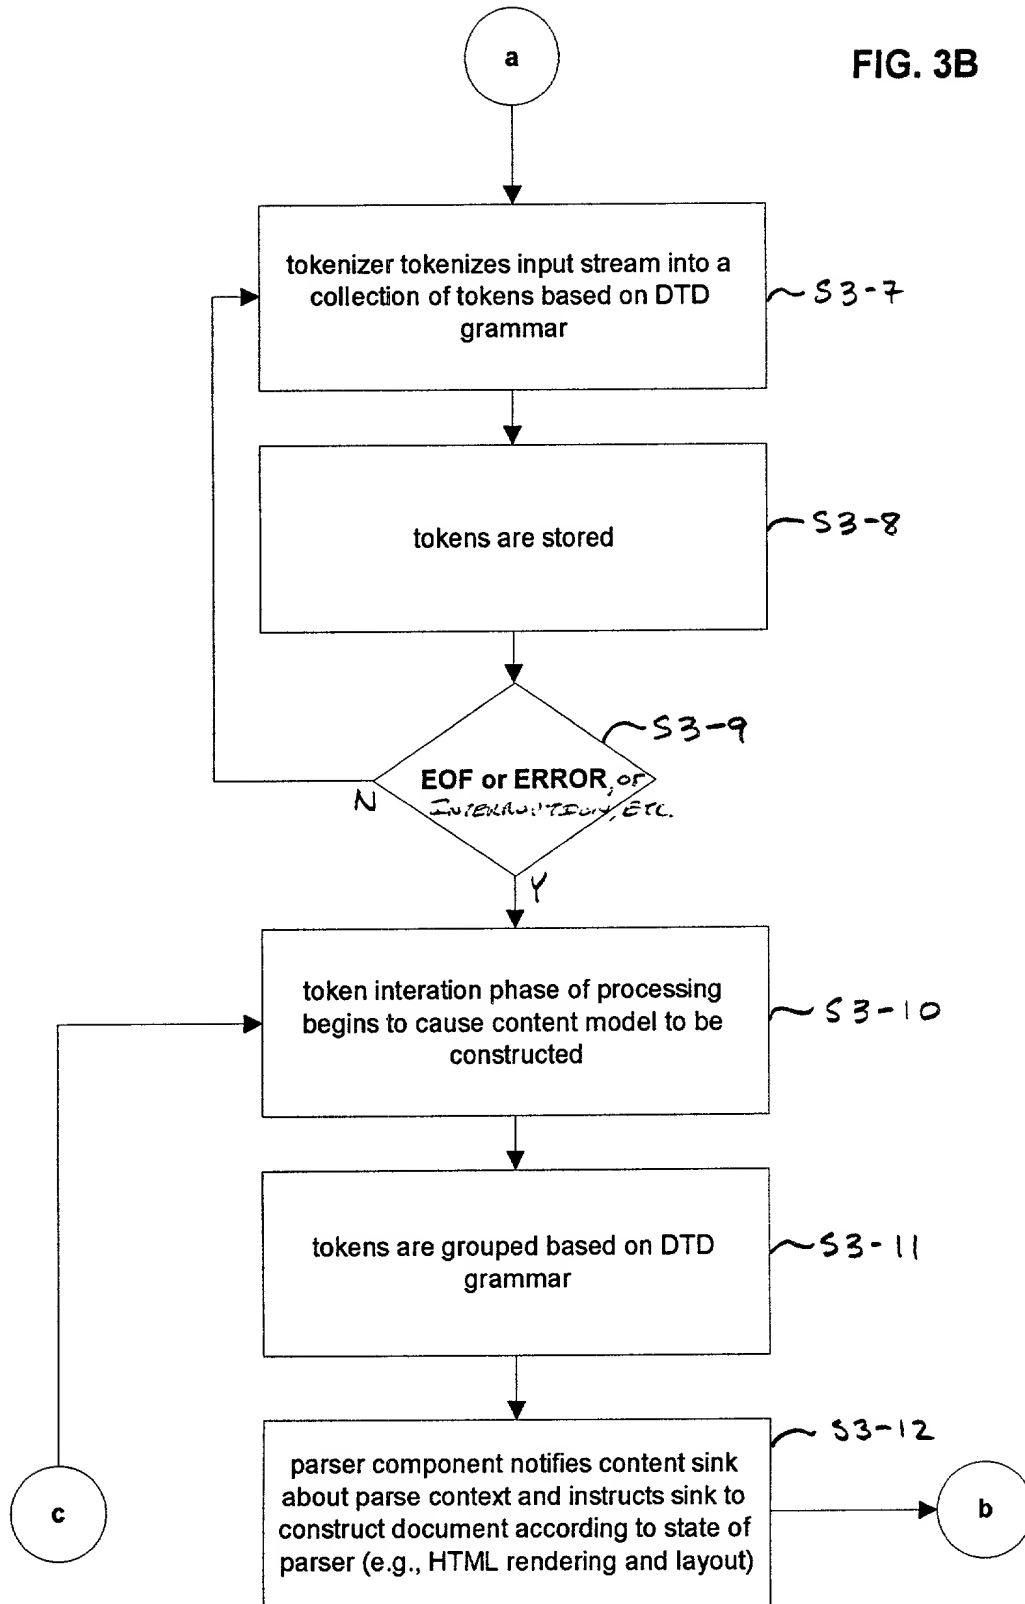 a
FIG. 3B
tokenizer tokenizes input stream into a
collection of tokens based on DTD
grammar
S3-7
tokens are stored
S3-8
S3-9
EOF or ERROR, or
INTERRUPTION, ETC.
N
Y
token interation phase of processing
begins to cause content model to be
constructed
S3-10
tokens are grouped based on DTD
grammar
S3-11
S3-12
parser component notifies content sink
about parse context and instructs sink to
construct document according to state of
parser (e.g., HTML rendering and layout)
c
b